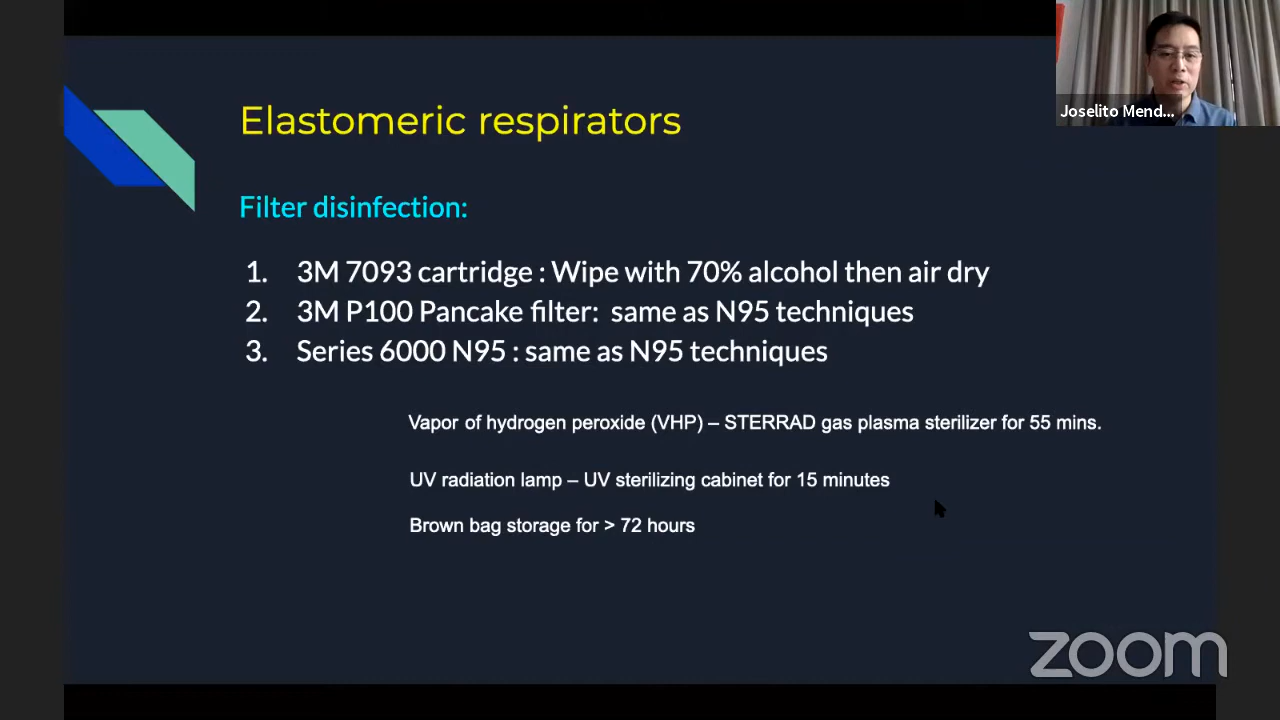 Joselito Mend...
Elastomeric respirators
Filter disinfection:
1. 3M 7093 cartridge : Wipe with 70% alcohol then air dry
2. 3M P100 Pancake filter: same as N95 techniques
3. Series 6000 N95 : same as N95 techniques
Vapor of hydrogen peroxide (VHP) – STERRAD gas plasma sterilizer for 55 mins.
UV radiation lamp – UV sterilizing cabinet for 15 minutes
Brown bag storage for > 72 hours
zoom